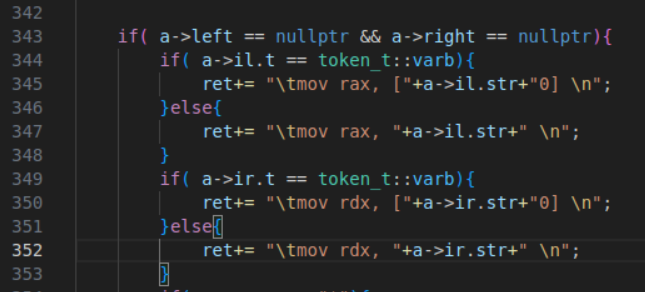 342
343 if( a->left == nullptr && a->right == nullptr){
344 if( a->il.t == token_t::varb){
345 ret+= "\tmov rax, ["+a->il.str+"0] \n";
346 }else{
347 ret+= "\tmov rax, "+a->il.str+" \n";
348 }
349 if( a->ir.t == token_t::varb){
350 ret+= "\tmov rdx, ["+a->ir.str+"0] \n";
351 }else{
352 ret+= "\tmov rdx, "+a->ir.str+" \n";
353 }